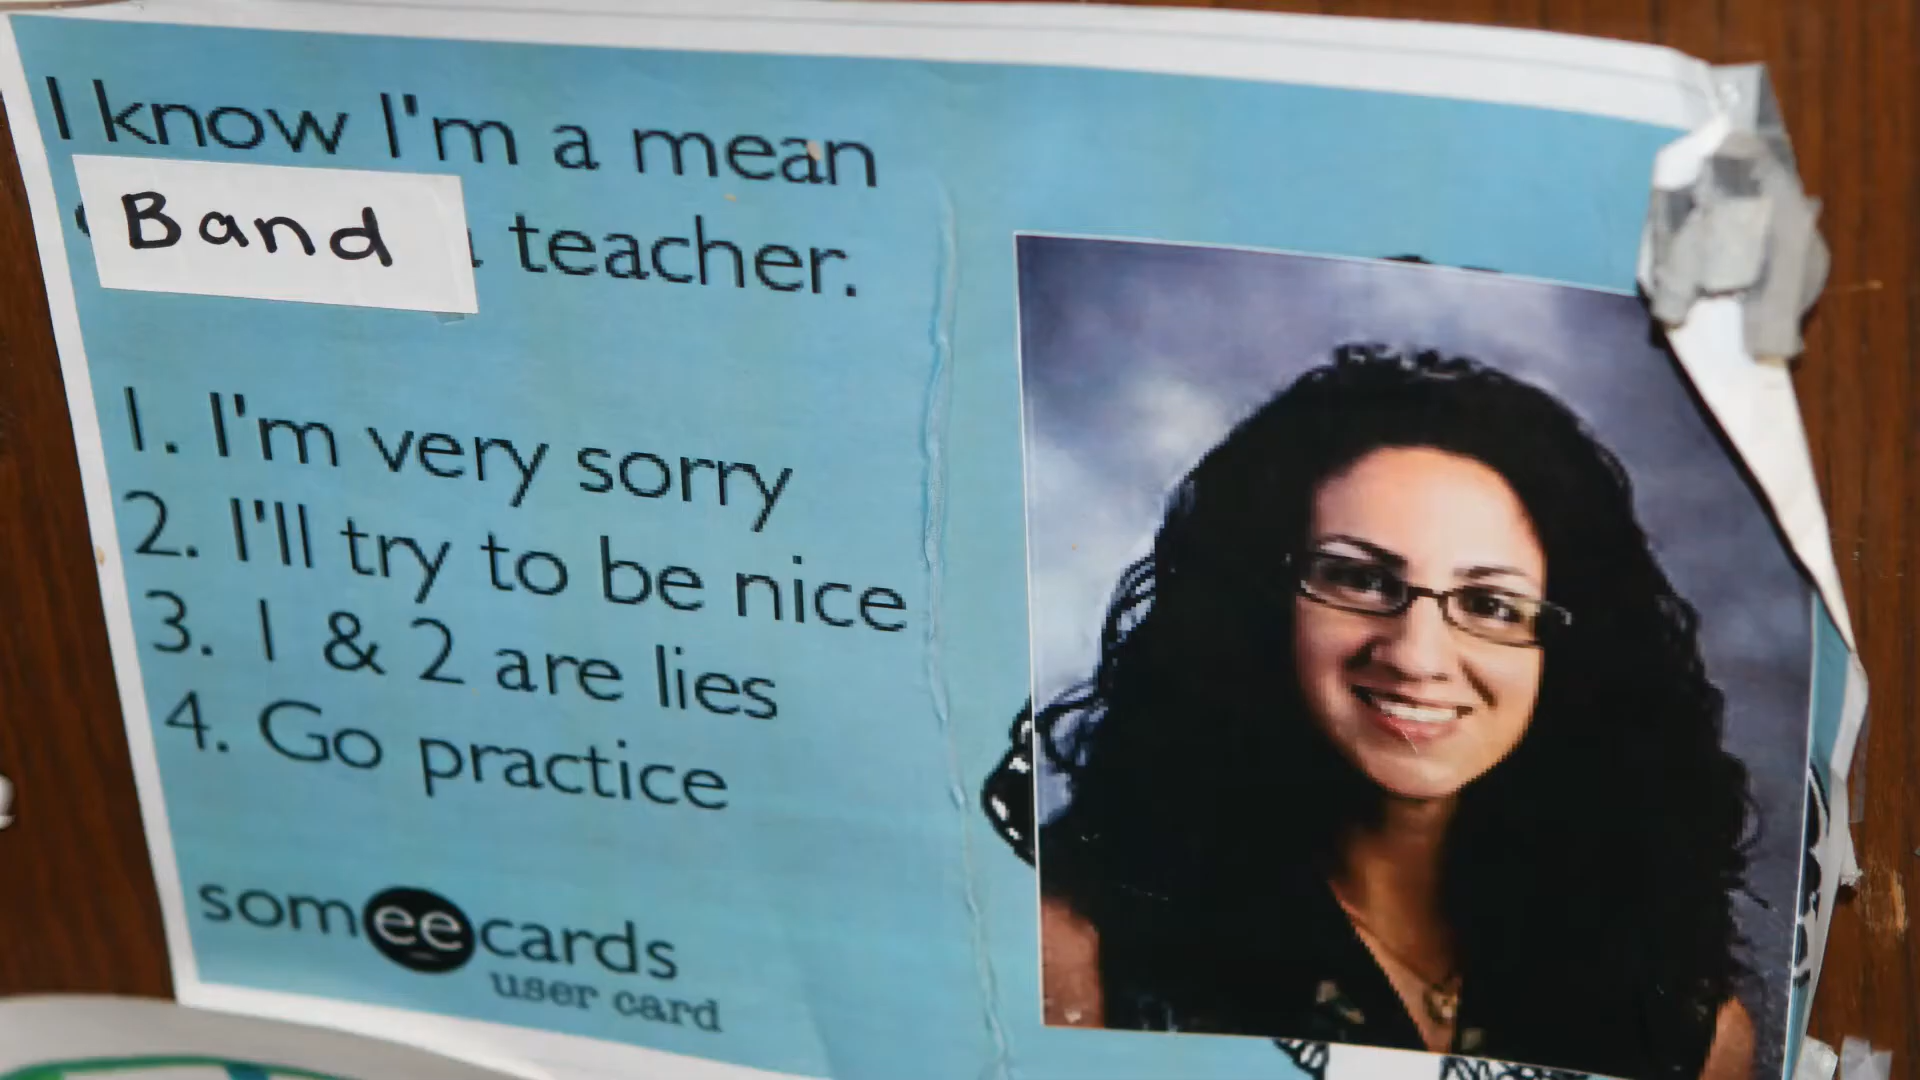 I know I'm a mean
Band teacher.
1. I'm very sorry
2. I'll try to be nice
3. 1 & 2 are lies
4. Go practice
someecards
user card